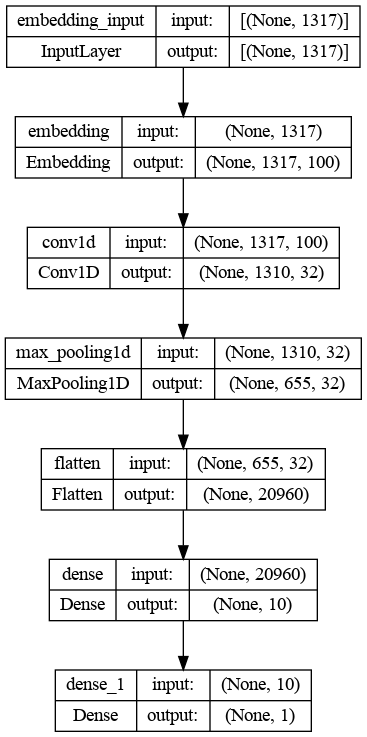 embedding_input input: [(None, 1317)]
InputLayer output: [(None, 1317)]
embedding input: (None, 1317)
Embedding output: (None, 1317, 100)
conv1d input: (None, 1317, 100)
Conv1D output: (None, 1310, 32)
max_pooling1d input: (None, 1310, 32)
MaxPooling1D output: (None, 655, 32)
flatten input: (None, 655, 32)
Flatten output: (None, 20960)
dense input: (None, 20960)
Dense output: (None, 10)
dense_1 input: (None, 10)
Dense output: (None, 1)